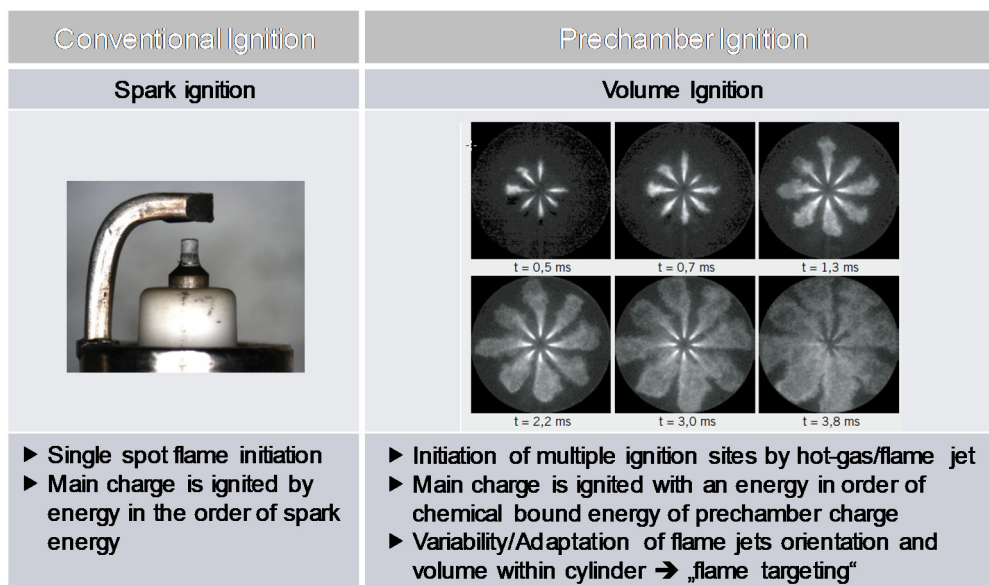 Conventional Ignition
Prechamber Ignition
Spark ignition
Volume Ignition
t = 0,5 ms
t = 0,7 ms
t = 1,3 ms
t = 2,2 ms
t = 3,0 ms
t = 3,8 ms
► Single spot flame initiation
► Main charge is ignited by
energy in the order of spark
energy
► Initiation of multiple ignition sites by hot-gas/flame jet
► Main charge is ignited with an energy in order of
chemical bound energy of prechamber charge
► Variability/Adaptation of flame jets orientation and
volume within cylinder ➔ „flame targeting“